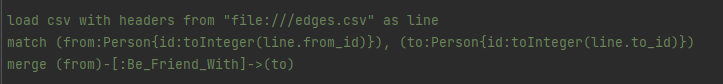 load csv with headers from "file:///edges.csv" as line
match (from:Person{id:toInteger(line.from_id)}), (to:Person{id:toInteger(line.to_id)})
merge (from)-[:Be_Friend_With]->(to)